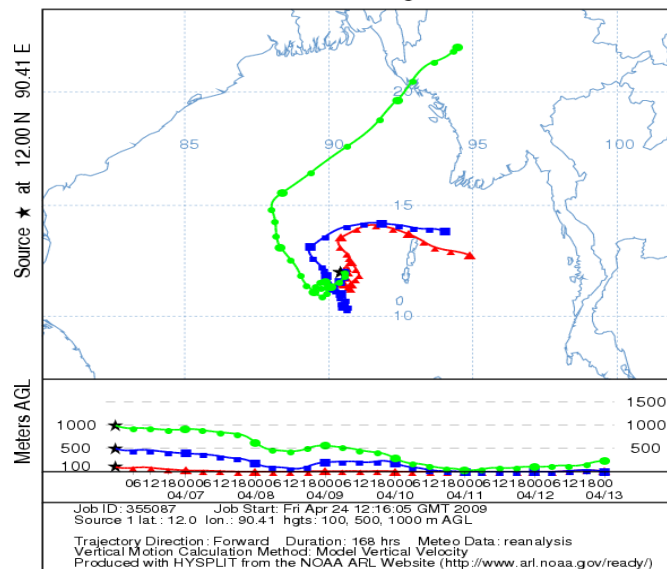 Source ★ at 12.00 N 90.41 E
20
85
90
95
100
15
10
Meters AGL
1500
1000
1000
500
500
100
06 12 18 00 06 12 18 00 06 12 18 00 06 12 18 00 06 12 18 00 06 12 18 00 06 12 18 00
04/07 04/08 04/09 04/10 04/11 04/12 04/13
Job ID: 355087 Job Start: Fri Apr 24 12:16:05 GMT 2009
Source 1 lat.: 12.0 lon.: 90.41 hgts: 100, 500, 1000 m AGL
Trajectory Direction: Forward Duration: 168 hrs Meteo Data: reanalysis
Vertical Motion Calculation Method: Model Vertical Velocity
Produced with HYSPLIT from the NOAA ARL Website (http://www.arl.noaa.gov/ready/)